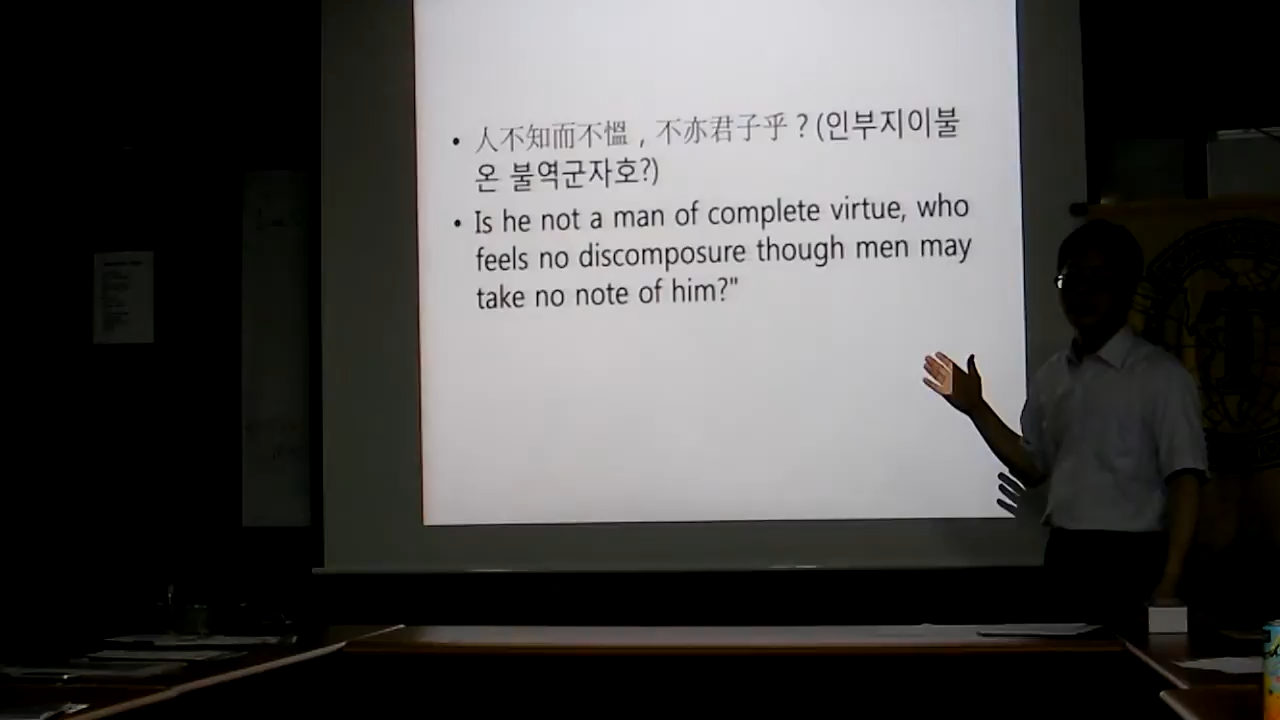 • 人不知而不慍, 不亦君子乎? (인부지이불
온 불역군자호?)
• Is he not a man of complete virtue, who
feels no discomposure though men may
take no note of him?"